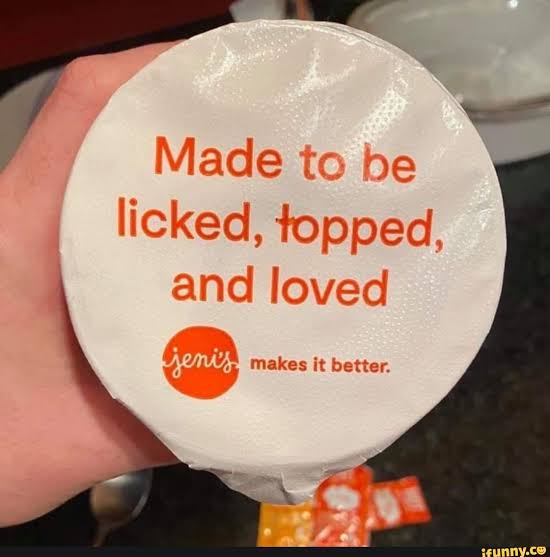 Made to be
licked, topped,
and loved
jeni's. makes it better.
ifunny.co